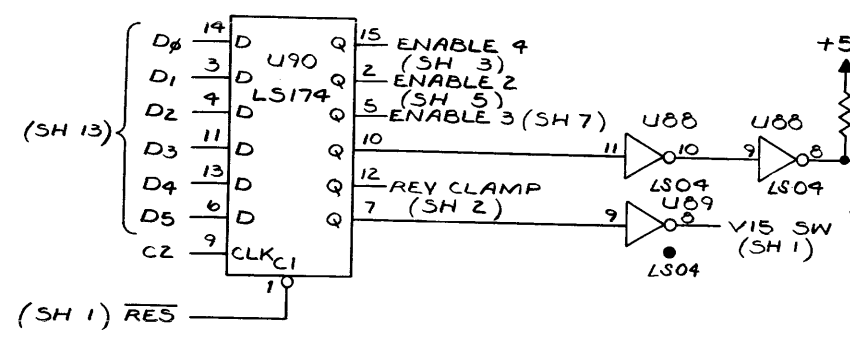 14
DØ
D
Q
15
ENABLE 4
(SH 3)
U90
LS174
3
D1
D
Q
2
ENABLE 2
(SH 5)
4
D2
D
Q
5
ENABLE 3 (SH 7)
(SH 13)
11
D3
D
Q
10
13
D4
D
Q
12
REV CLAMP
(SH 2)
6
D5
D
Q
7
9
C2
CLK
C1
1
(SH 1) RES
U88
11
10
LS04
U88
9
8
LS04
+5
U89
9
8
LS04
V15 SW
(SH 1)